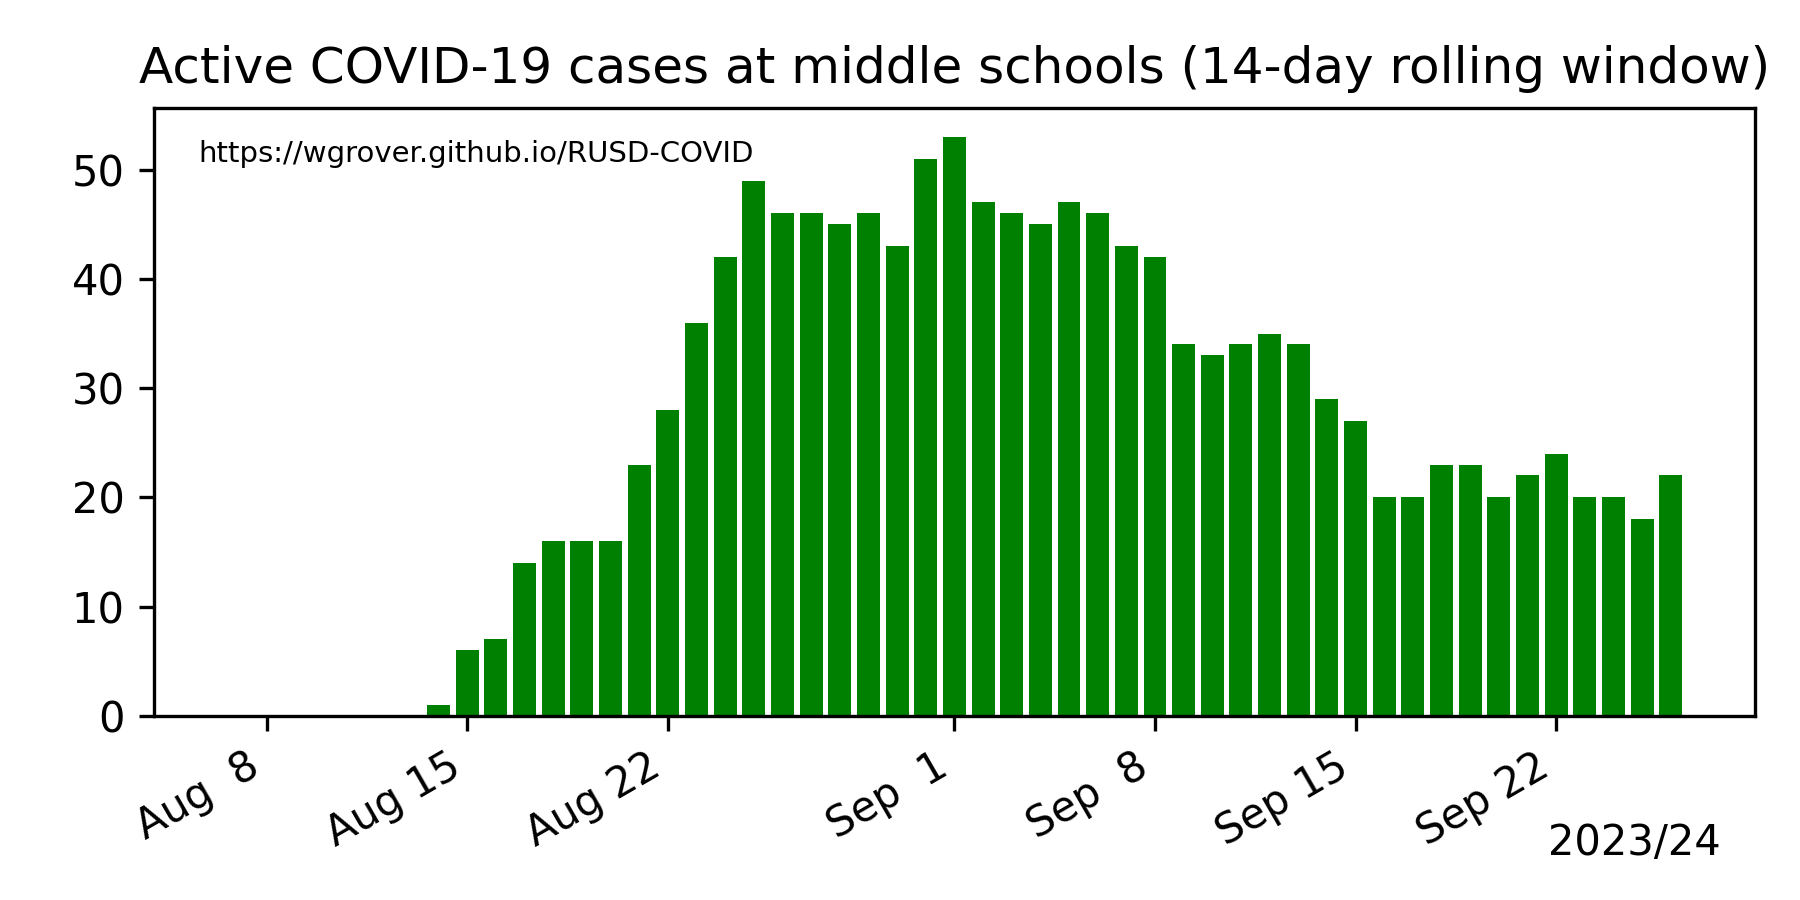 Active COVID-19 cases at middle schools (14-day rolling window)
https://wgrover.github.io/RUSD-COVID
50
40
30
20
10
0
Aug 8
Aug 15
Aug 22
Sep 1
Sep 8
Sep 15
Sep 22
2023/24